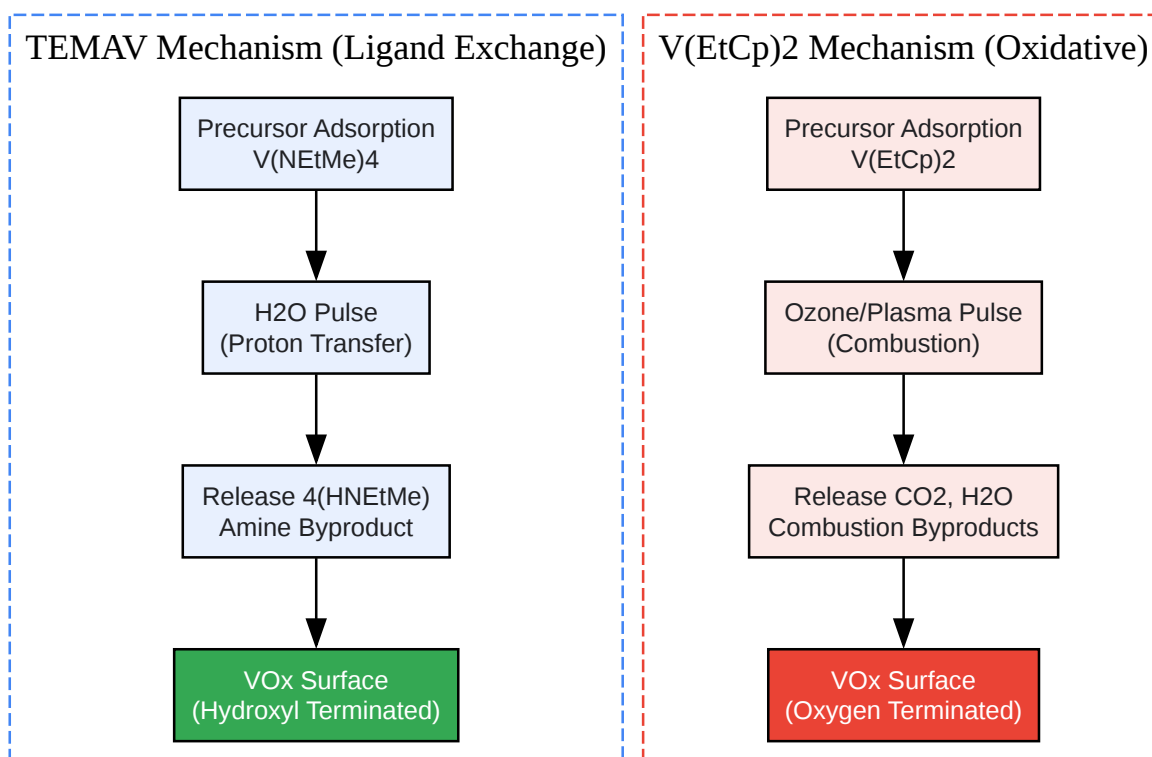 TEMAV Mechanism (Ligand Exchange)
Precursor Adsorption
V(NEtMe)4
H2O Pulse
(Proton Transfer)
Release 4(HNEtMe)
Amine Byproduct
VOx Surface
(Hydroxyl Terminated)
V(EtCp)2 Mechanism (Oxidative)
Precursor Adsorption
V(EtCp)2
Ozone/Plasma Pulse
(Combustion)
Release CO2, H2O
Combustion Byproducts
VOx Surface
(Oxygen Terminated)